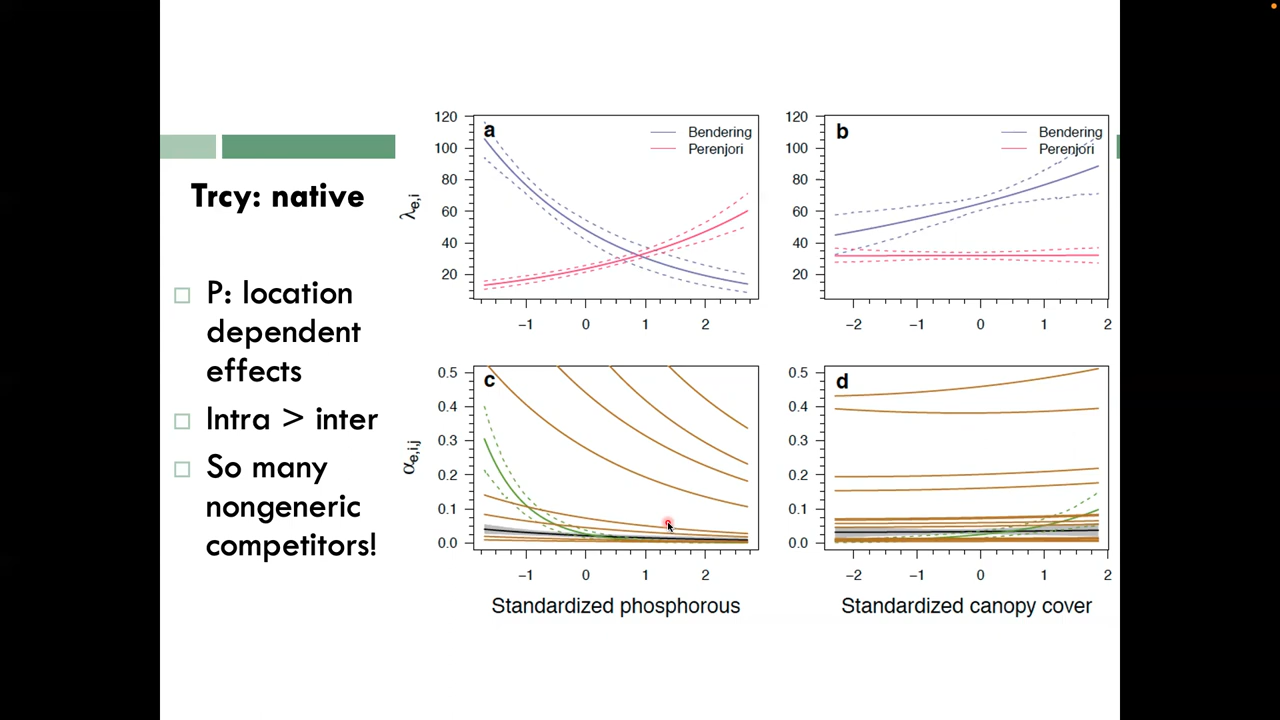 Trcy: native
P: location
dependent
effects
Intra > inter
So many
nongeneric
competitors!
a
Bendering
Perenjori
120
100
80
60
40
20
λe,i
−1 0 1 2
b
Bendering
Perenjori
120
100
80
60
40
20
−2 −1 0 1 2
c
0.5
0.4
0.3
0.2
0.1
0.0
αe,i,j
−1 0 1 2
Standardized phosphorous
d
0.5
0.4
0.3
0.2
0.1
0.0
−2 −1 0 1 2
Standardized canopy cover